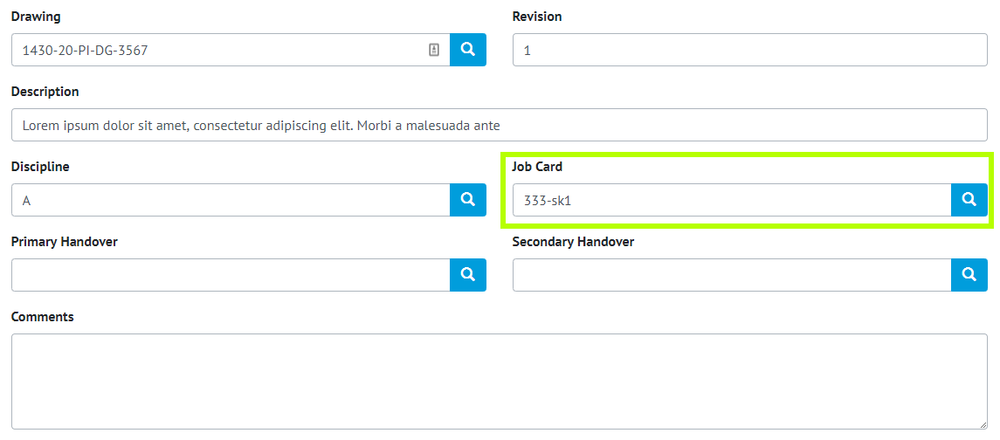 Drawing
Revision
1430-20-PI-DG-3567
1
Description
Lorem ipsum dolor sit amet, consectetur adipiscing elit. Morbi a malesuada ante
Discipline
Job Card
A
333-sk1
Primary Handover
Secondary Handover
Comments